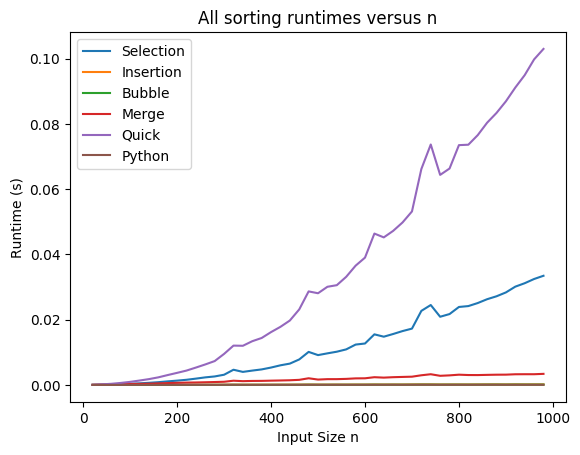 All sorting runtimes versus n
Selection
Insertion
Bubble
Merge
Quick
Python
Runtime (s)
0.10
0.08
0.06
0.04
0.02
0.00
0
200
400
600
800
1000
Input Size n